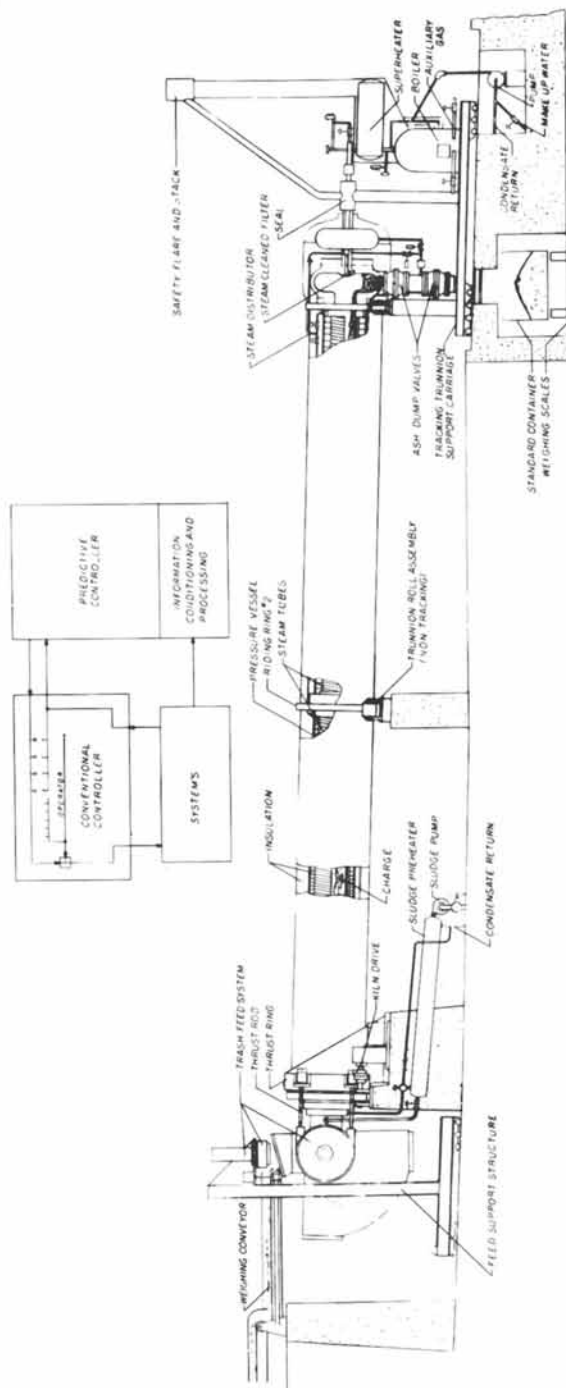 WEIGHING CONVEYOR
TRASH FEED SYSTEM
THRUST ROD
THRUST RING
KILN DRIVE
FEED SUPPORT STRUCTURE
INSULATION
CHARGE
SLUDGE PREHEATER
SLUDGE PUMP
CONDENSATE RETURN
OPERATOR
CONVENTIONAL
CONTROLLER
SYSTEMS
PREDICTIVE
CONTROLLER
INFORMATION
CONDITIONING AND
PROCESSING
PRESSURE VESSEL
RIDING RING #2
STEAM TUBES
TRUNNION ROLL ASSEMBLY
(NON TRACKING)
SAFETY FLARE AND STACK
STEAM DISTRIBUTOR
STEAM CLEANED FILTER
SEAL
SUPERHEATER
BOILER
AUXILIARY
GAS
ASH DUMP VALVES
TRACKING TRUNNION
SUPPORT CARRIAGE
STANDARD CONTAINER
WEIGHING SCALES
CONDENSATE
RETURN
PUMP
MAKE UP WATER